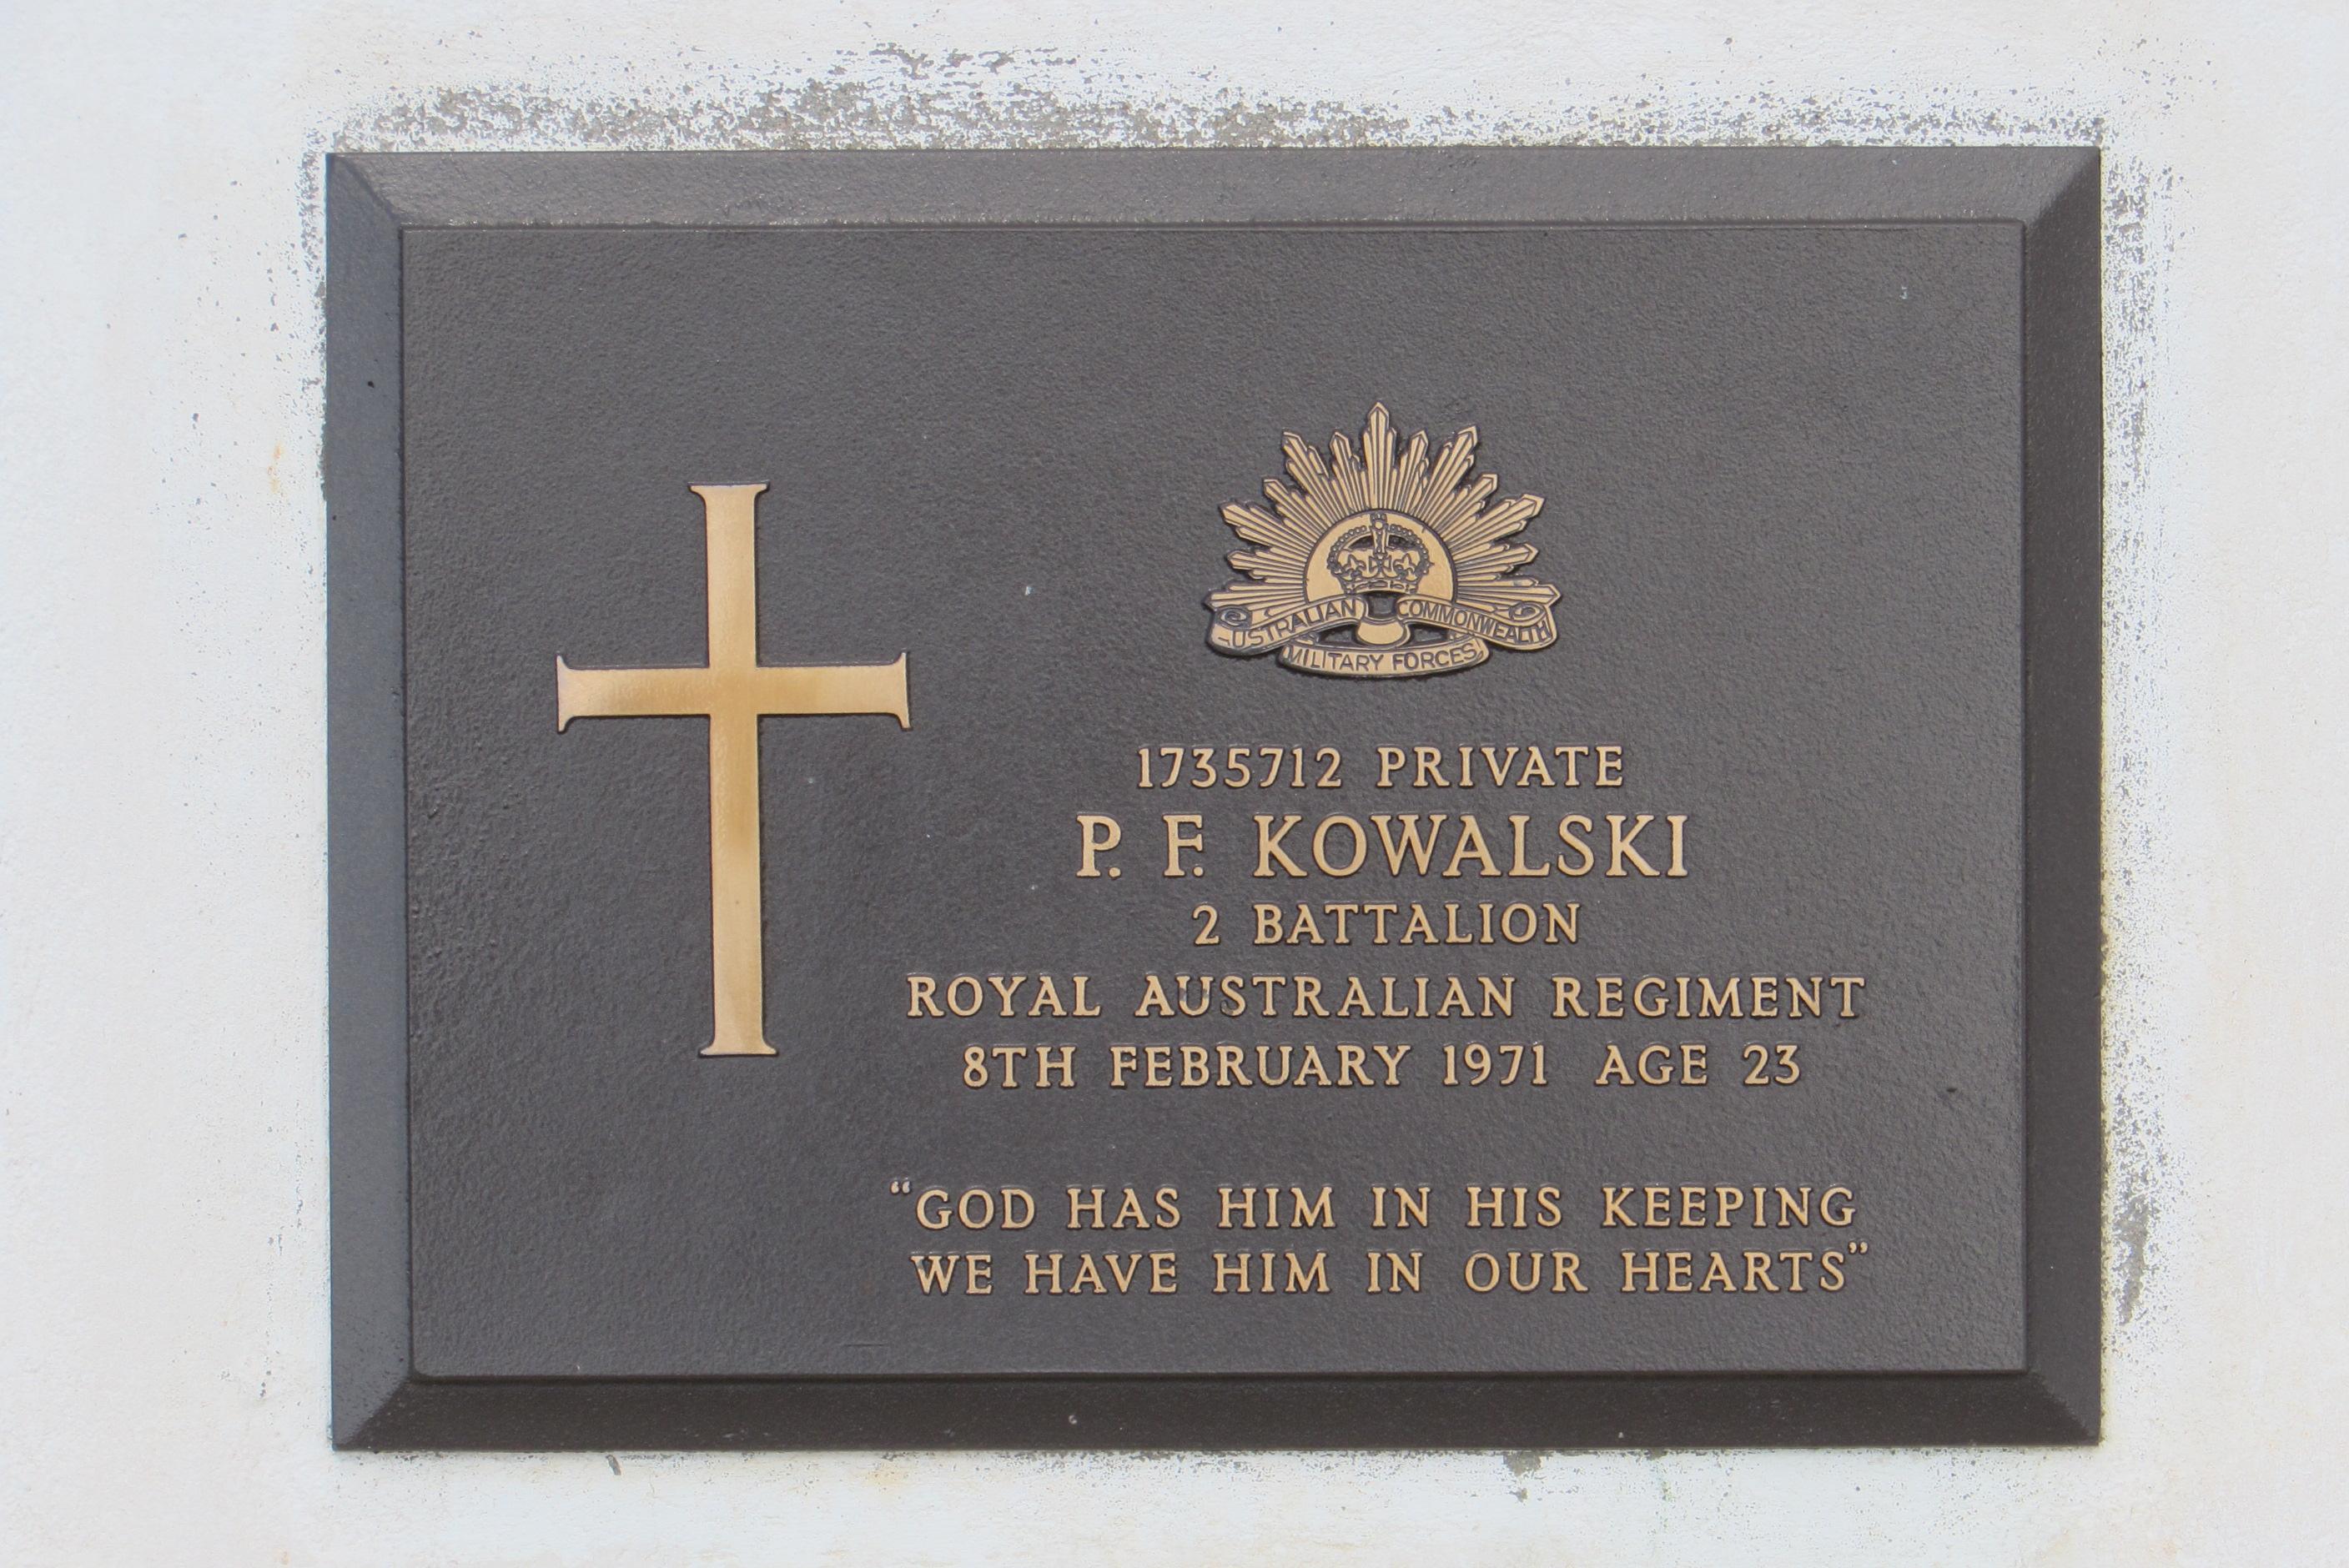 AUSTRALIAN COMMONWEALTH
MILITARY FORCES
1735712 PRIVATE
P. F. KOWALSKI
2 BATTALION
ROYAL AUSTRALIAN REGIMENT
8TH FEBRUARY 1971 AGE 23
“GOD HAS HIM IN HIS KEEPING
WE HAVE HIM IN OUR HEARTS”